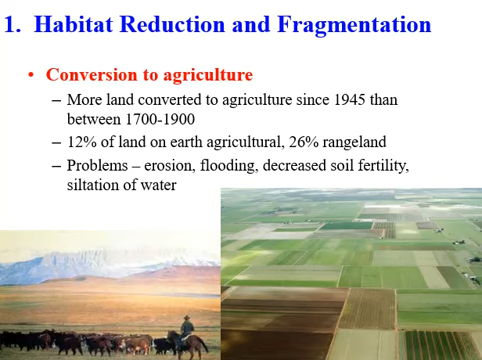 1. Habitat Reduction and Fragmentation
• Conversion to agriculture
– More land converted to agriculture since 1945 than
between 1700-1900
– 12% of land on earth agricultural, 26% rangeland
– Problems – erosion, flooding, decreased soil fertility,
siltation of water